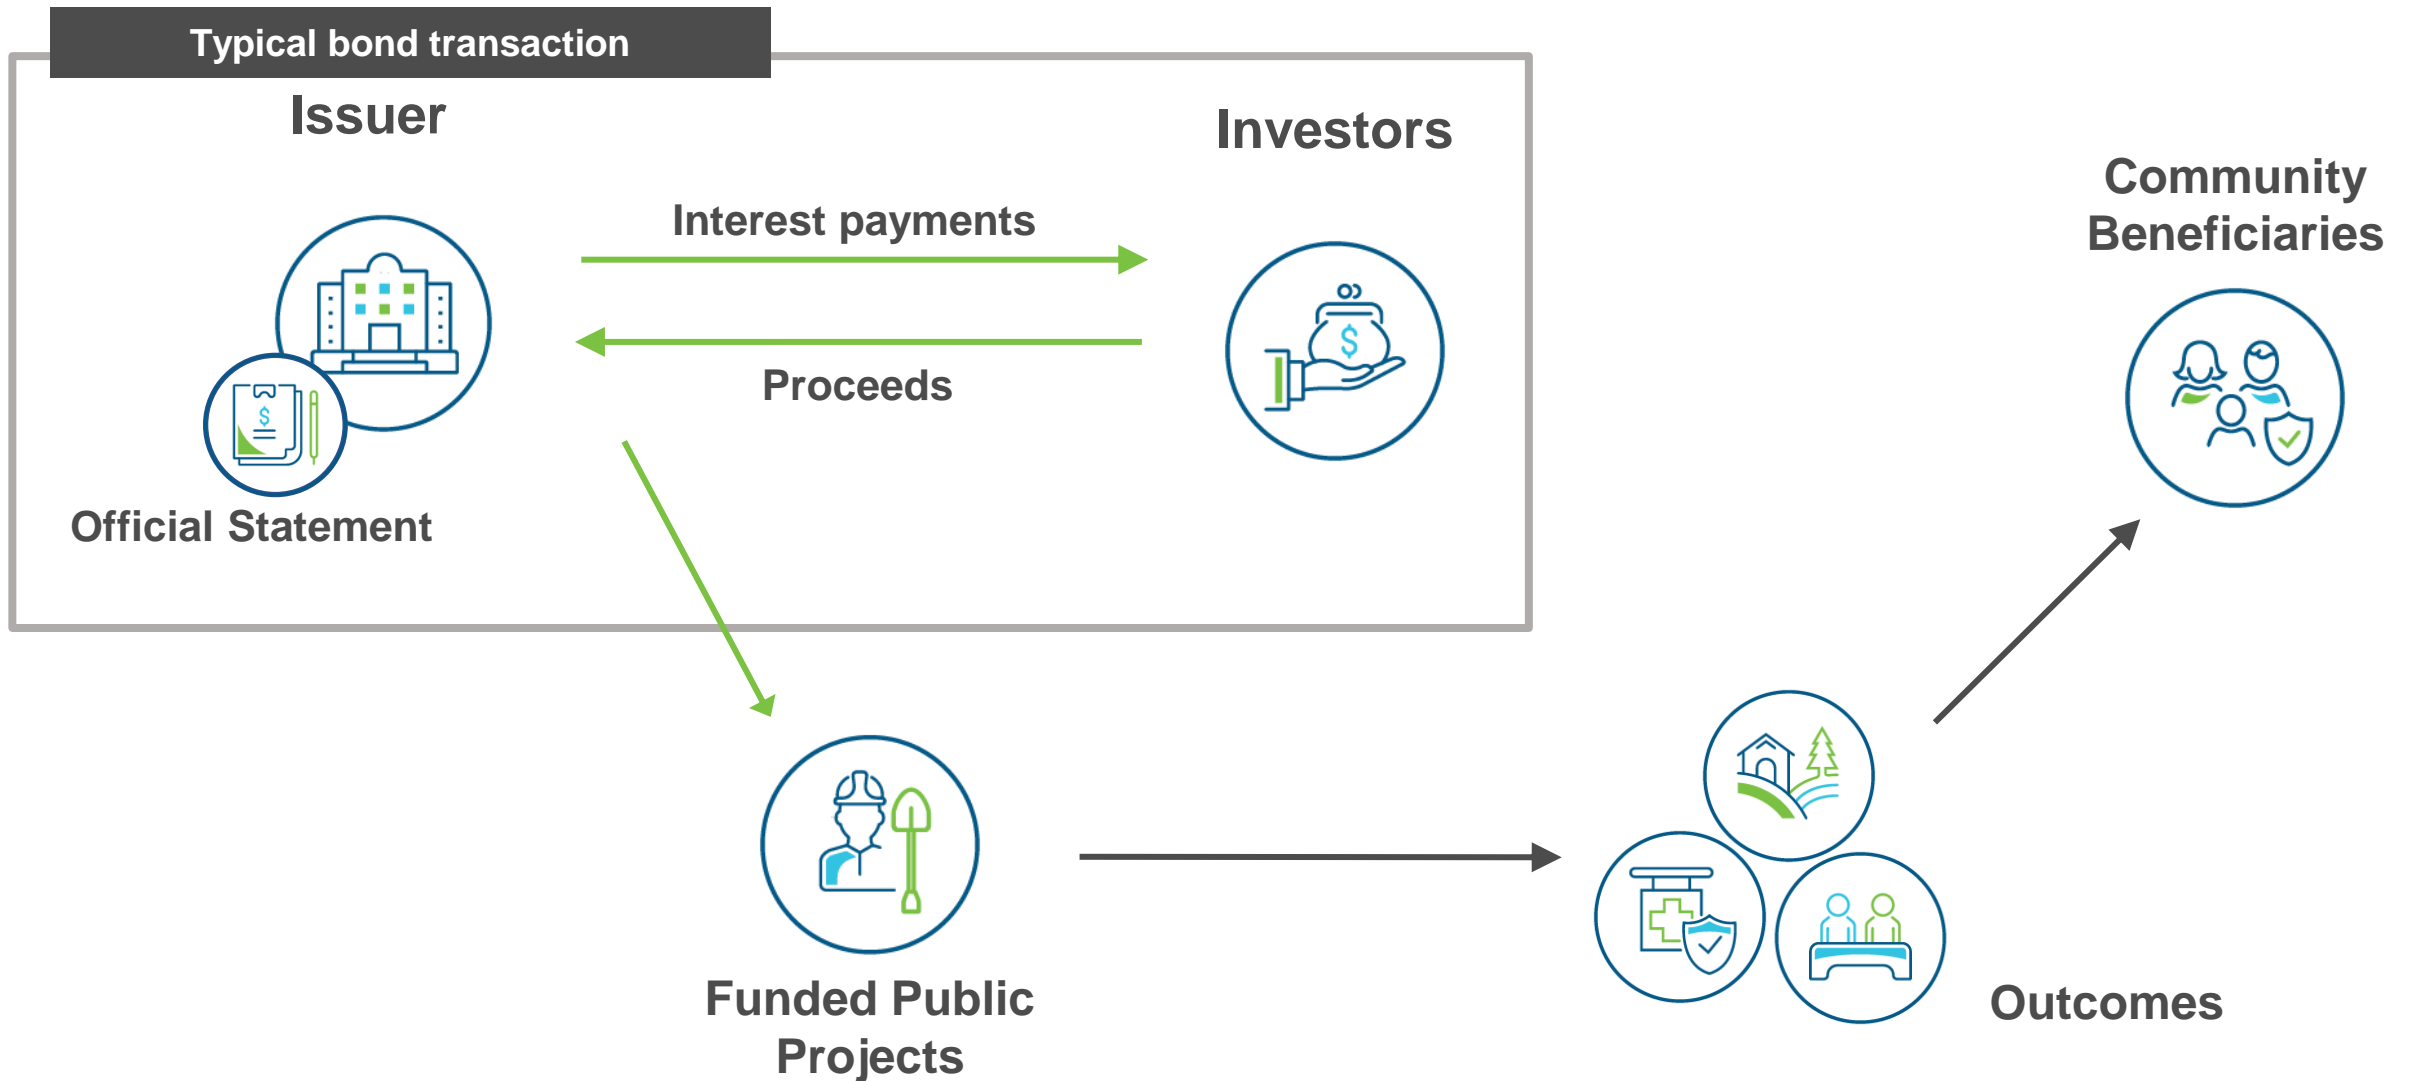 Typical bond transaction
Issuer
Investors
Interest payments
Proceeds
$
$
Official Statement
Community
Beneficiaries
Funded Public
Projects
Outcomes